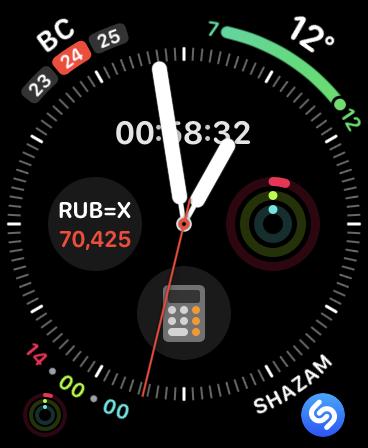 ВС
23 24 25
7 12° 12
00:58:32
RUB=X
70,425
14 • 00 • 00
SHAZAM